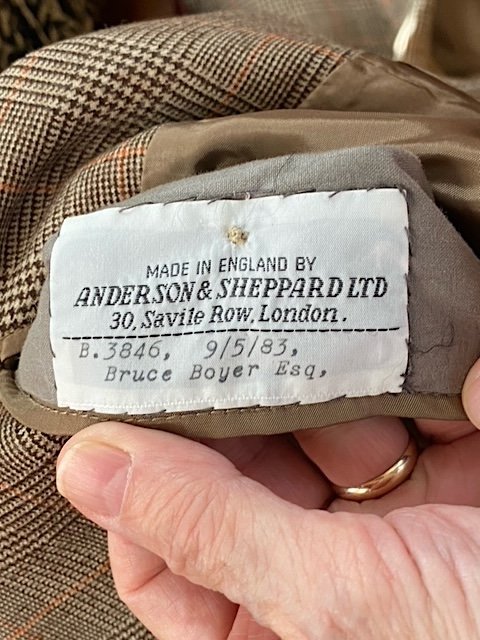 MADE IN ENGLAND BY
ANDERSON & SHEPPARD LTD
30, Savile Row, London.
B.3846, 9/5/83,
Bruce Boyer Esq,